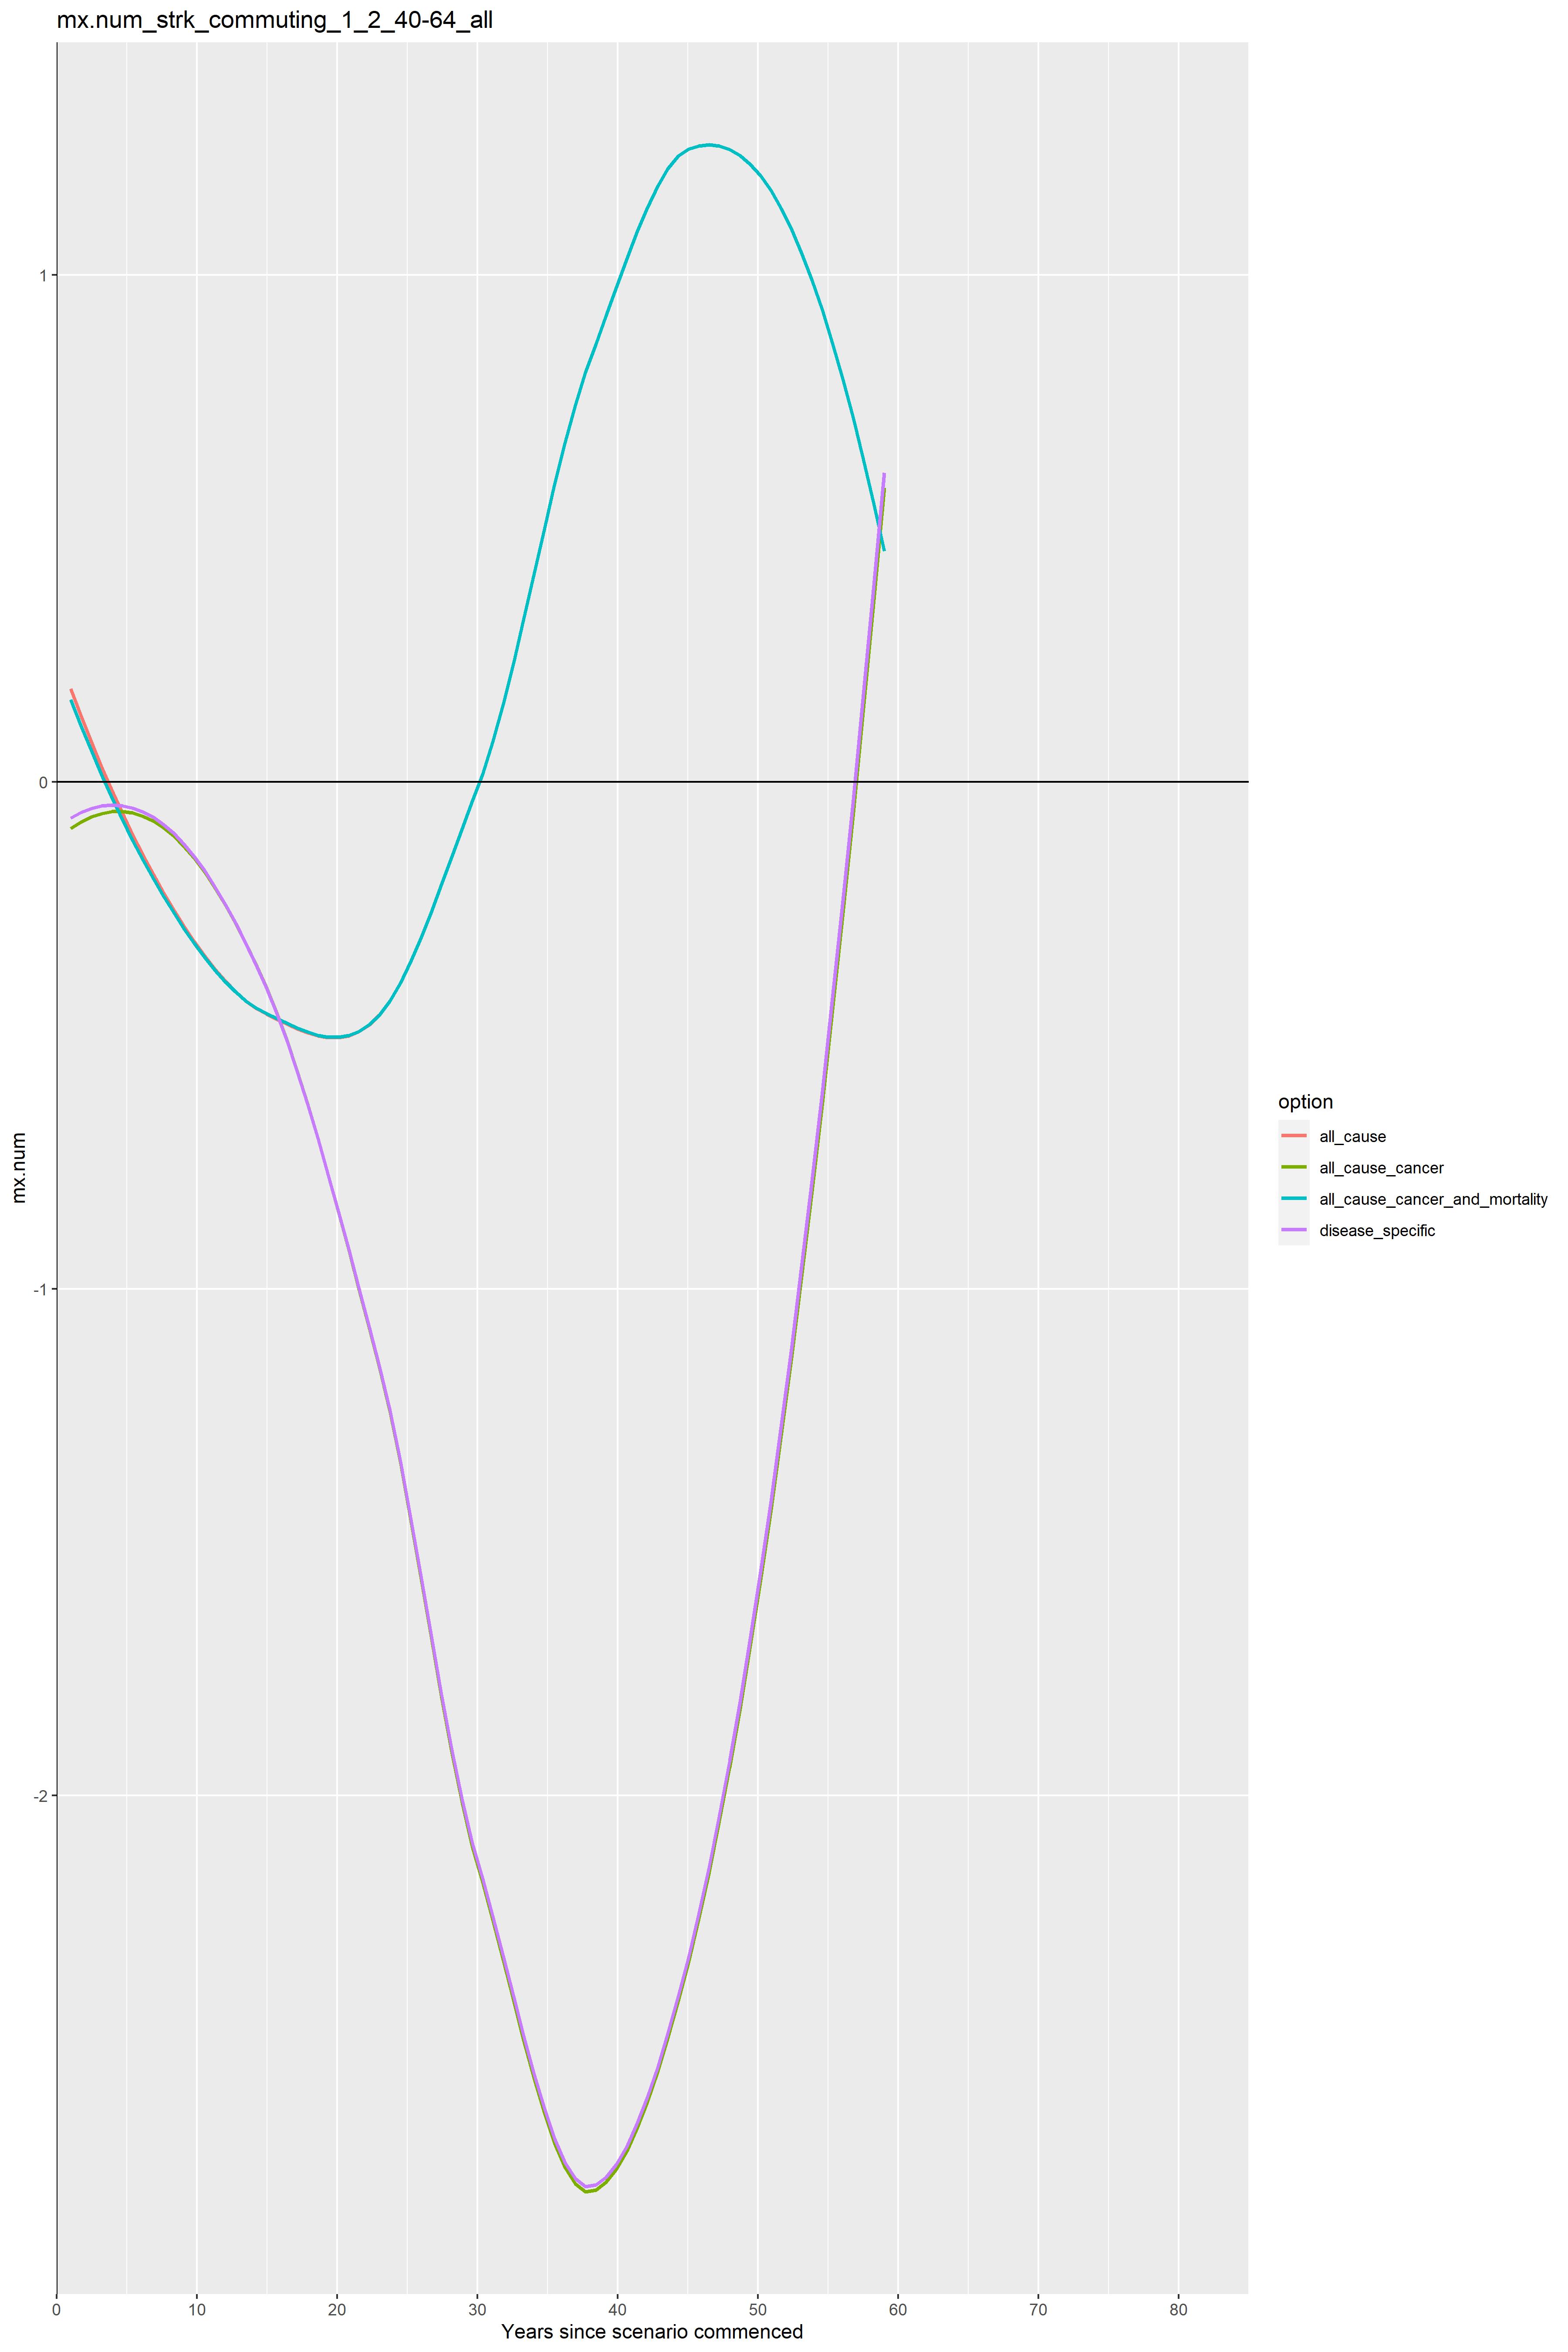 mx.num_strk_commuting_1_2_40-64_all
1
0
-1
-2
mx.num
0 10 20 30 40 50 60 70 80
Years since scenario commenced
option
all_cause
all_cause_cancer
all_cause_cancer_and_mortality
disease_specific